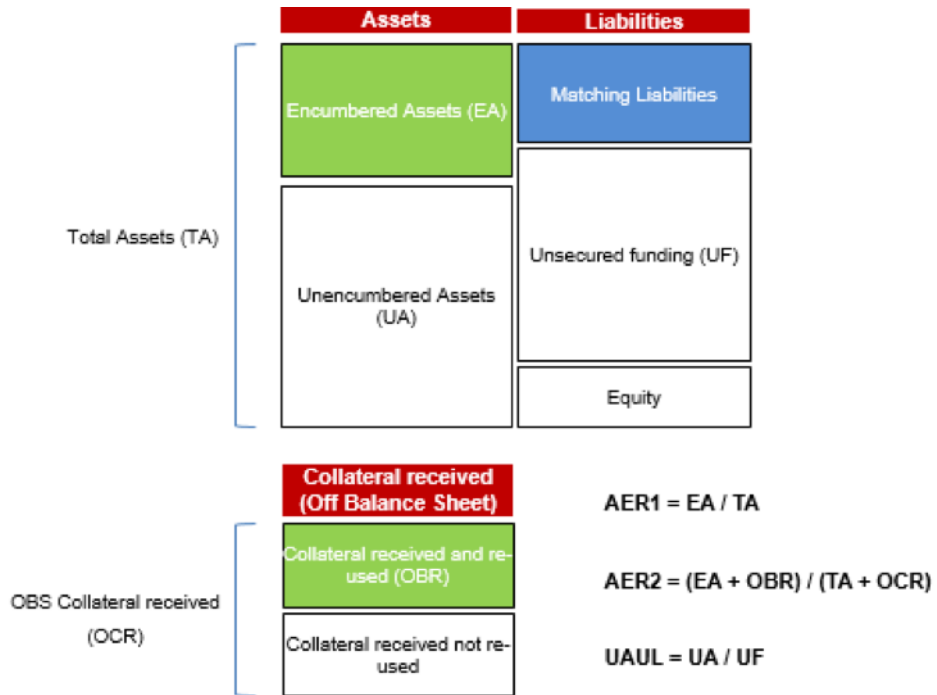 Assets
Liabilities
Encumbered Assets (EA)
Matching Liabilities
Total Assets (TA)
Unsecured funding (UF)
Unencumbered Assets
(UA)
Equity
Collateral received
(Off Balance Sheet)
AER1 = EA / TA
Collateral received and re-
used (OBR)
AER2 = (EA + OBR) / (TA + OCR)
OBS Collateral received
(OCR)
Collateral received not re-
used
UAUL = UA / UF